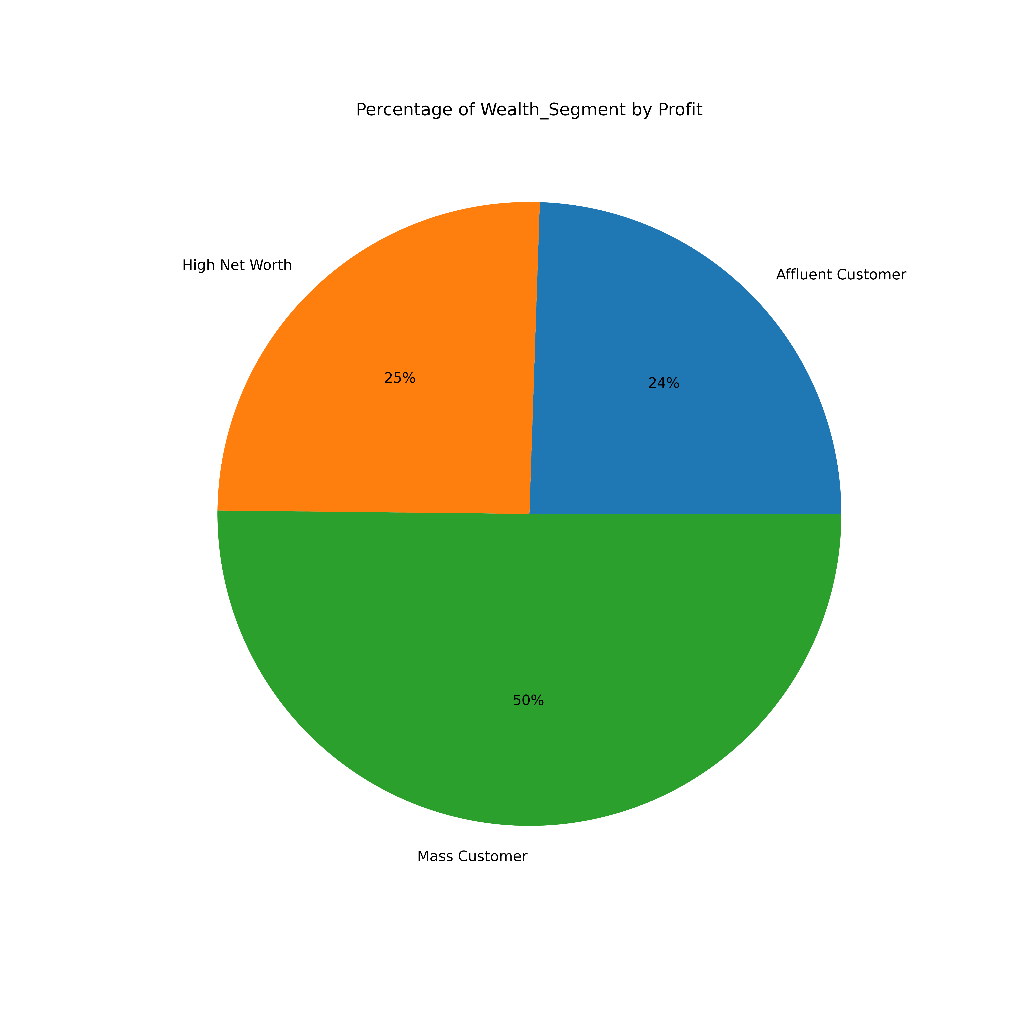 Percentage of Wealth_Segment by Profit
High Net Worth
Affluent Customer
25%
24%
50%
Mass Customer